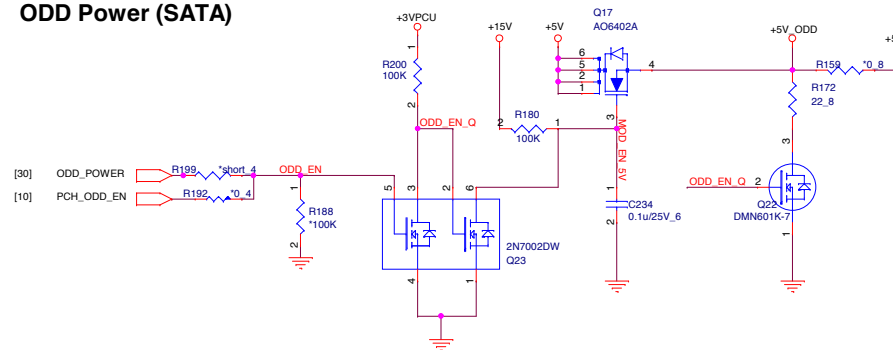 ODD Power (SATA)
+3VPCU
+15V
+5V
Q17
AO6402A
+5V_ODD
+5
1
R200
100K
2
6
5
2
1
4
3
R159
*0_8
R172
22_8
ODD_EN_Q
2
R180
100K
1
MOD_EN_5V
[30] ODD_POWER
R199
*short_4
ODD_EN
[10] PCH_ODD_EN
R192
*0_4
1
R188
*100K
2
5
3
2
6
2N7002DW
Q23
4
1
1
C234
0.1u/25V_6
2
ODD_EN_Q
2
3
Q22
DMN601K-7
1